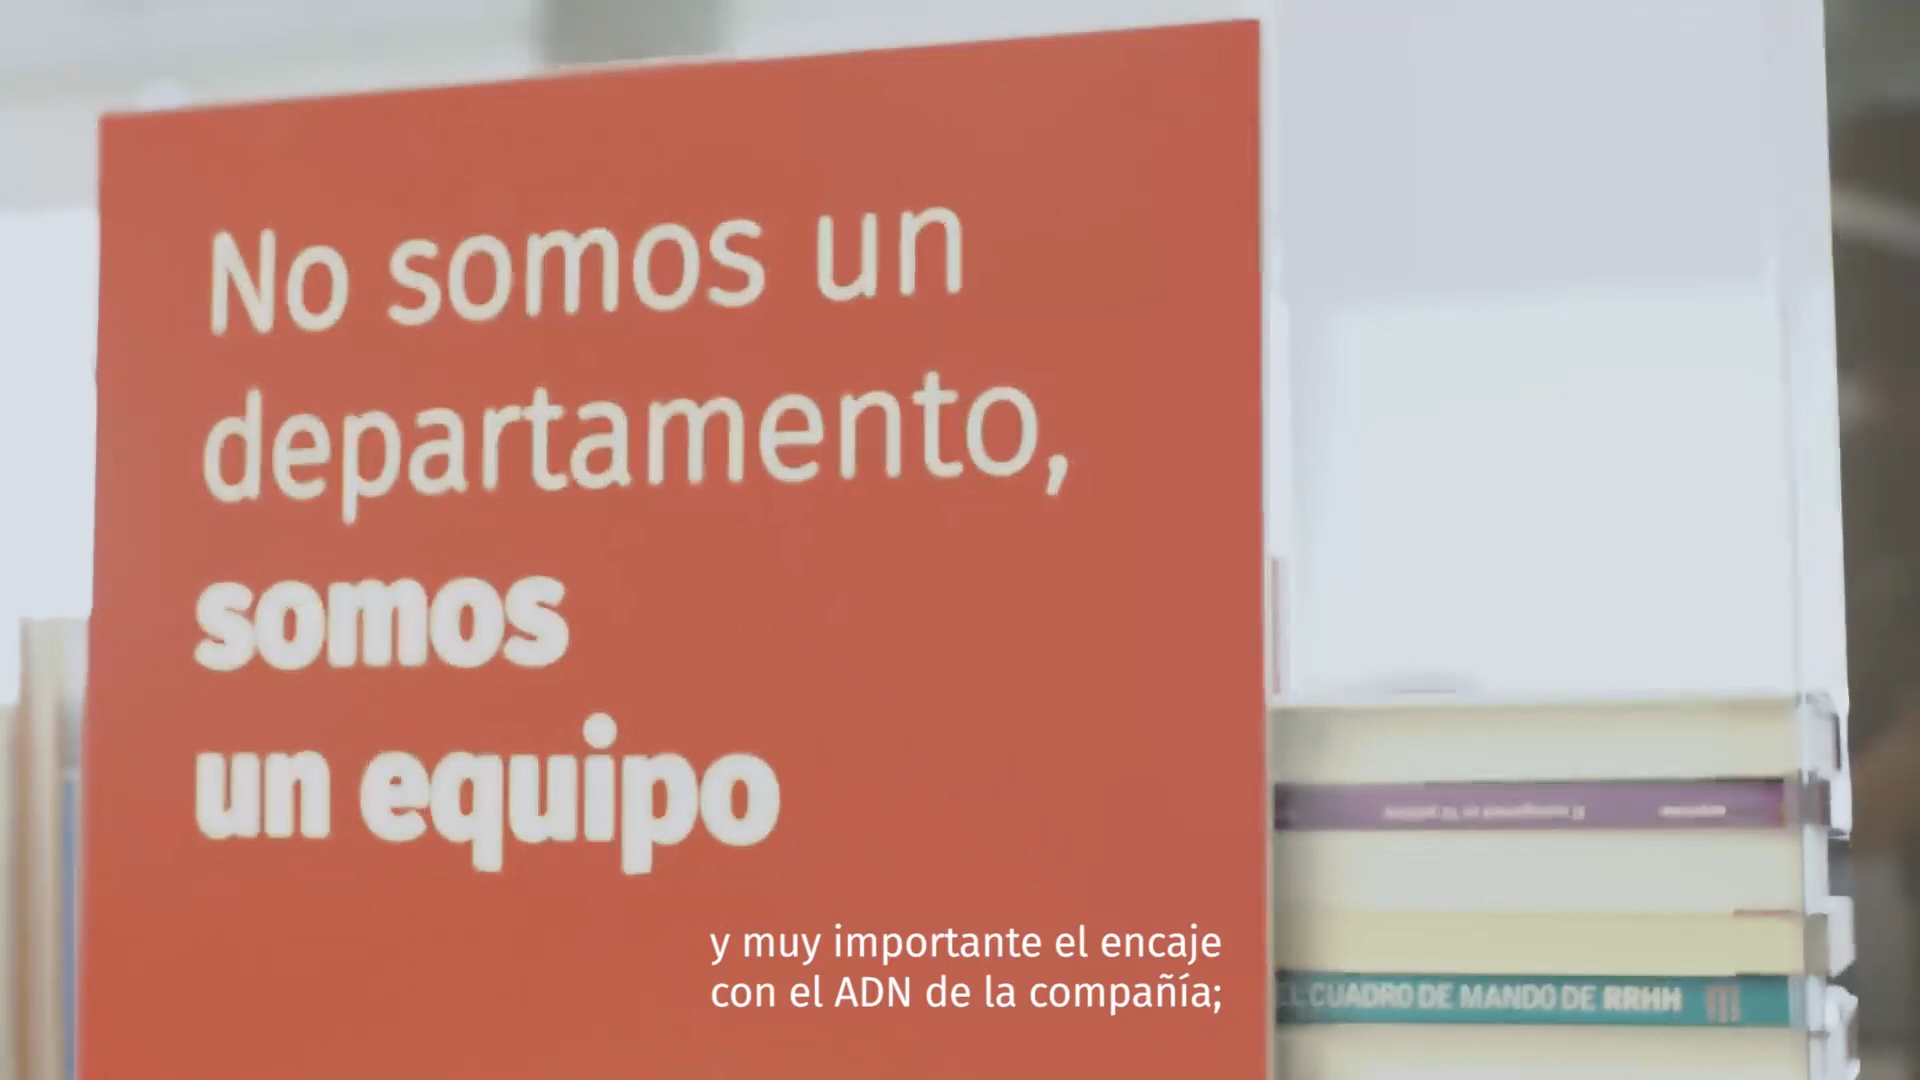 No somos un
departamento,
somos
un equipo
y muy importante el encaje
con el ADN de la compañía;
EL CUADRO DE MANDO DE RRHH